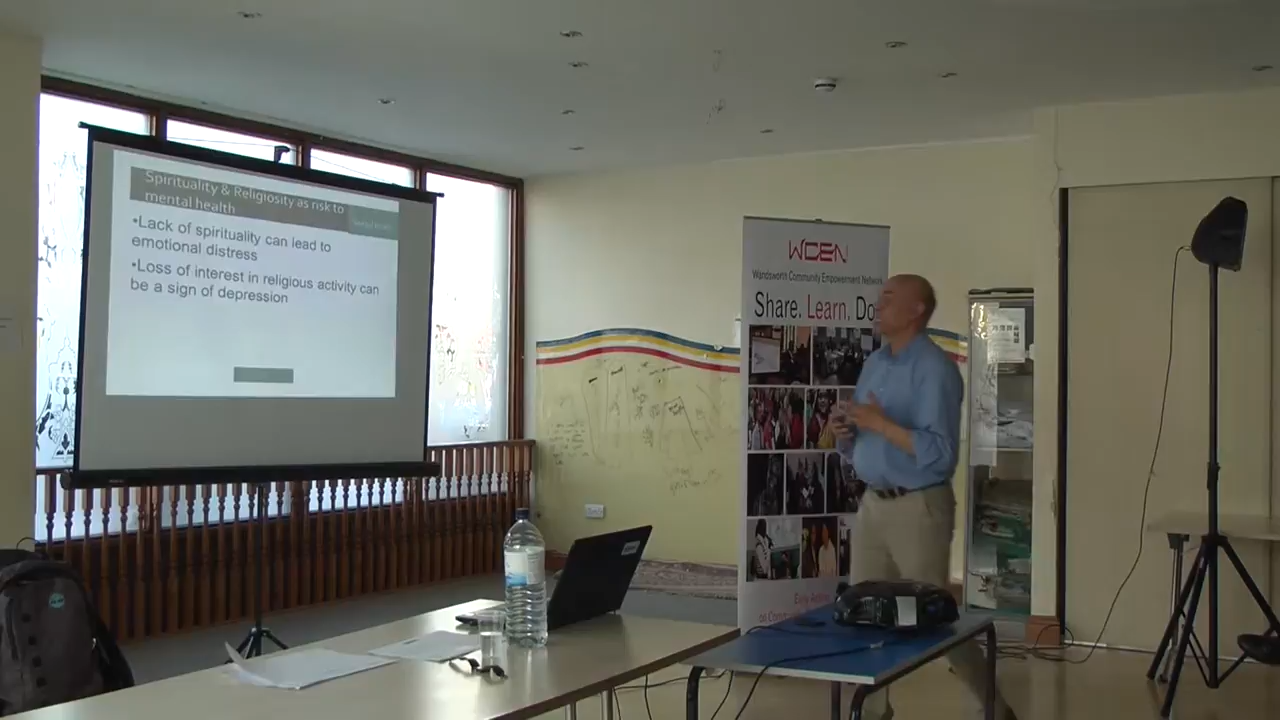 Spirituality & Religiosity as risk to
mental health
•Lack of spirituality can lead to
emotional distress
•Loss of interest in religious activity can
be a sign of depression
WCEN
Wandsworth Community Empowerment Network
Share. Learn. Do